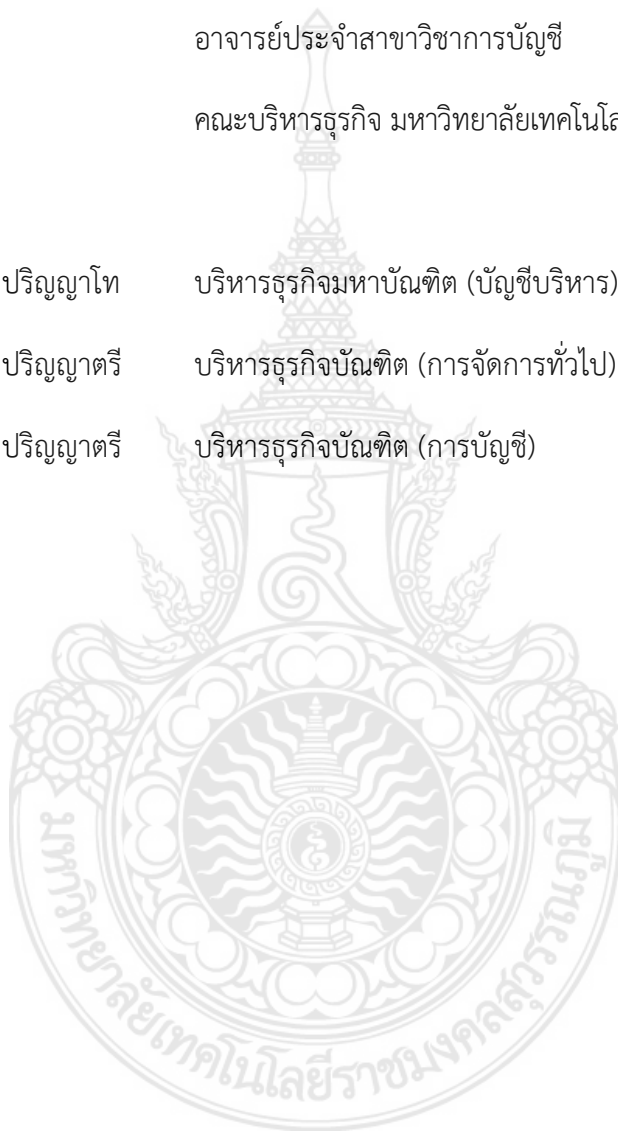 อาจารย์ประจำสาขาวิชาการบัญชี
คณะบริหารธุรกิจ มหาวิทยาลัยเทคโนโล
ปริญญาโท บริหารธุรกิจมหาบัณฑิต (บัญชีบริหาร)
ปริญญาตรี บริหารธุรกิจบัณฑิต (การจัดการทั่วไป)
ปริญญาตรี บริหารธุรกิจบัณฑิต (การบัญชี)
มหาวิทยาลัยเทคโนโลยีราชมงคลสุวรรณภูมิ